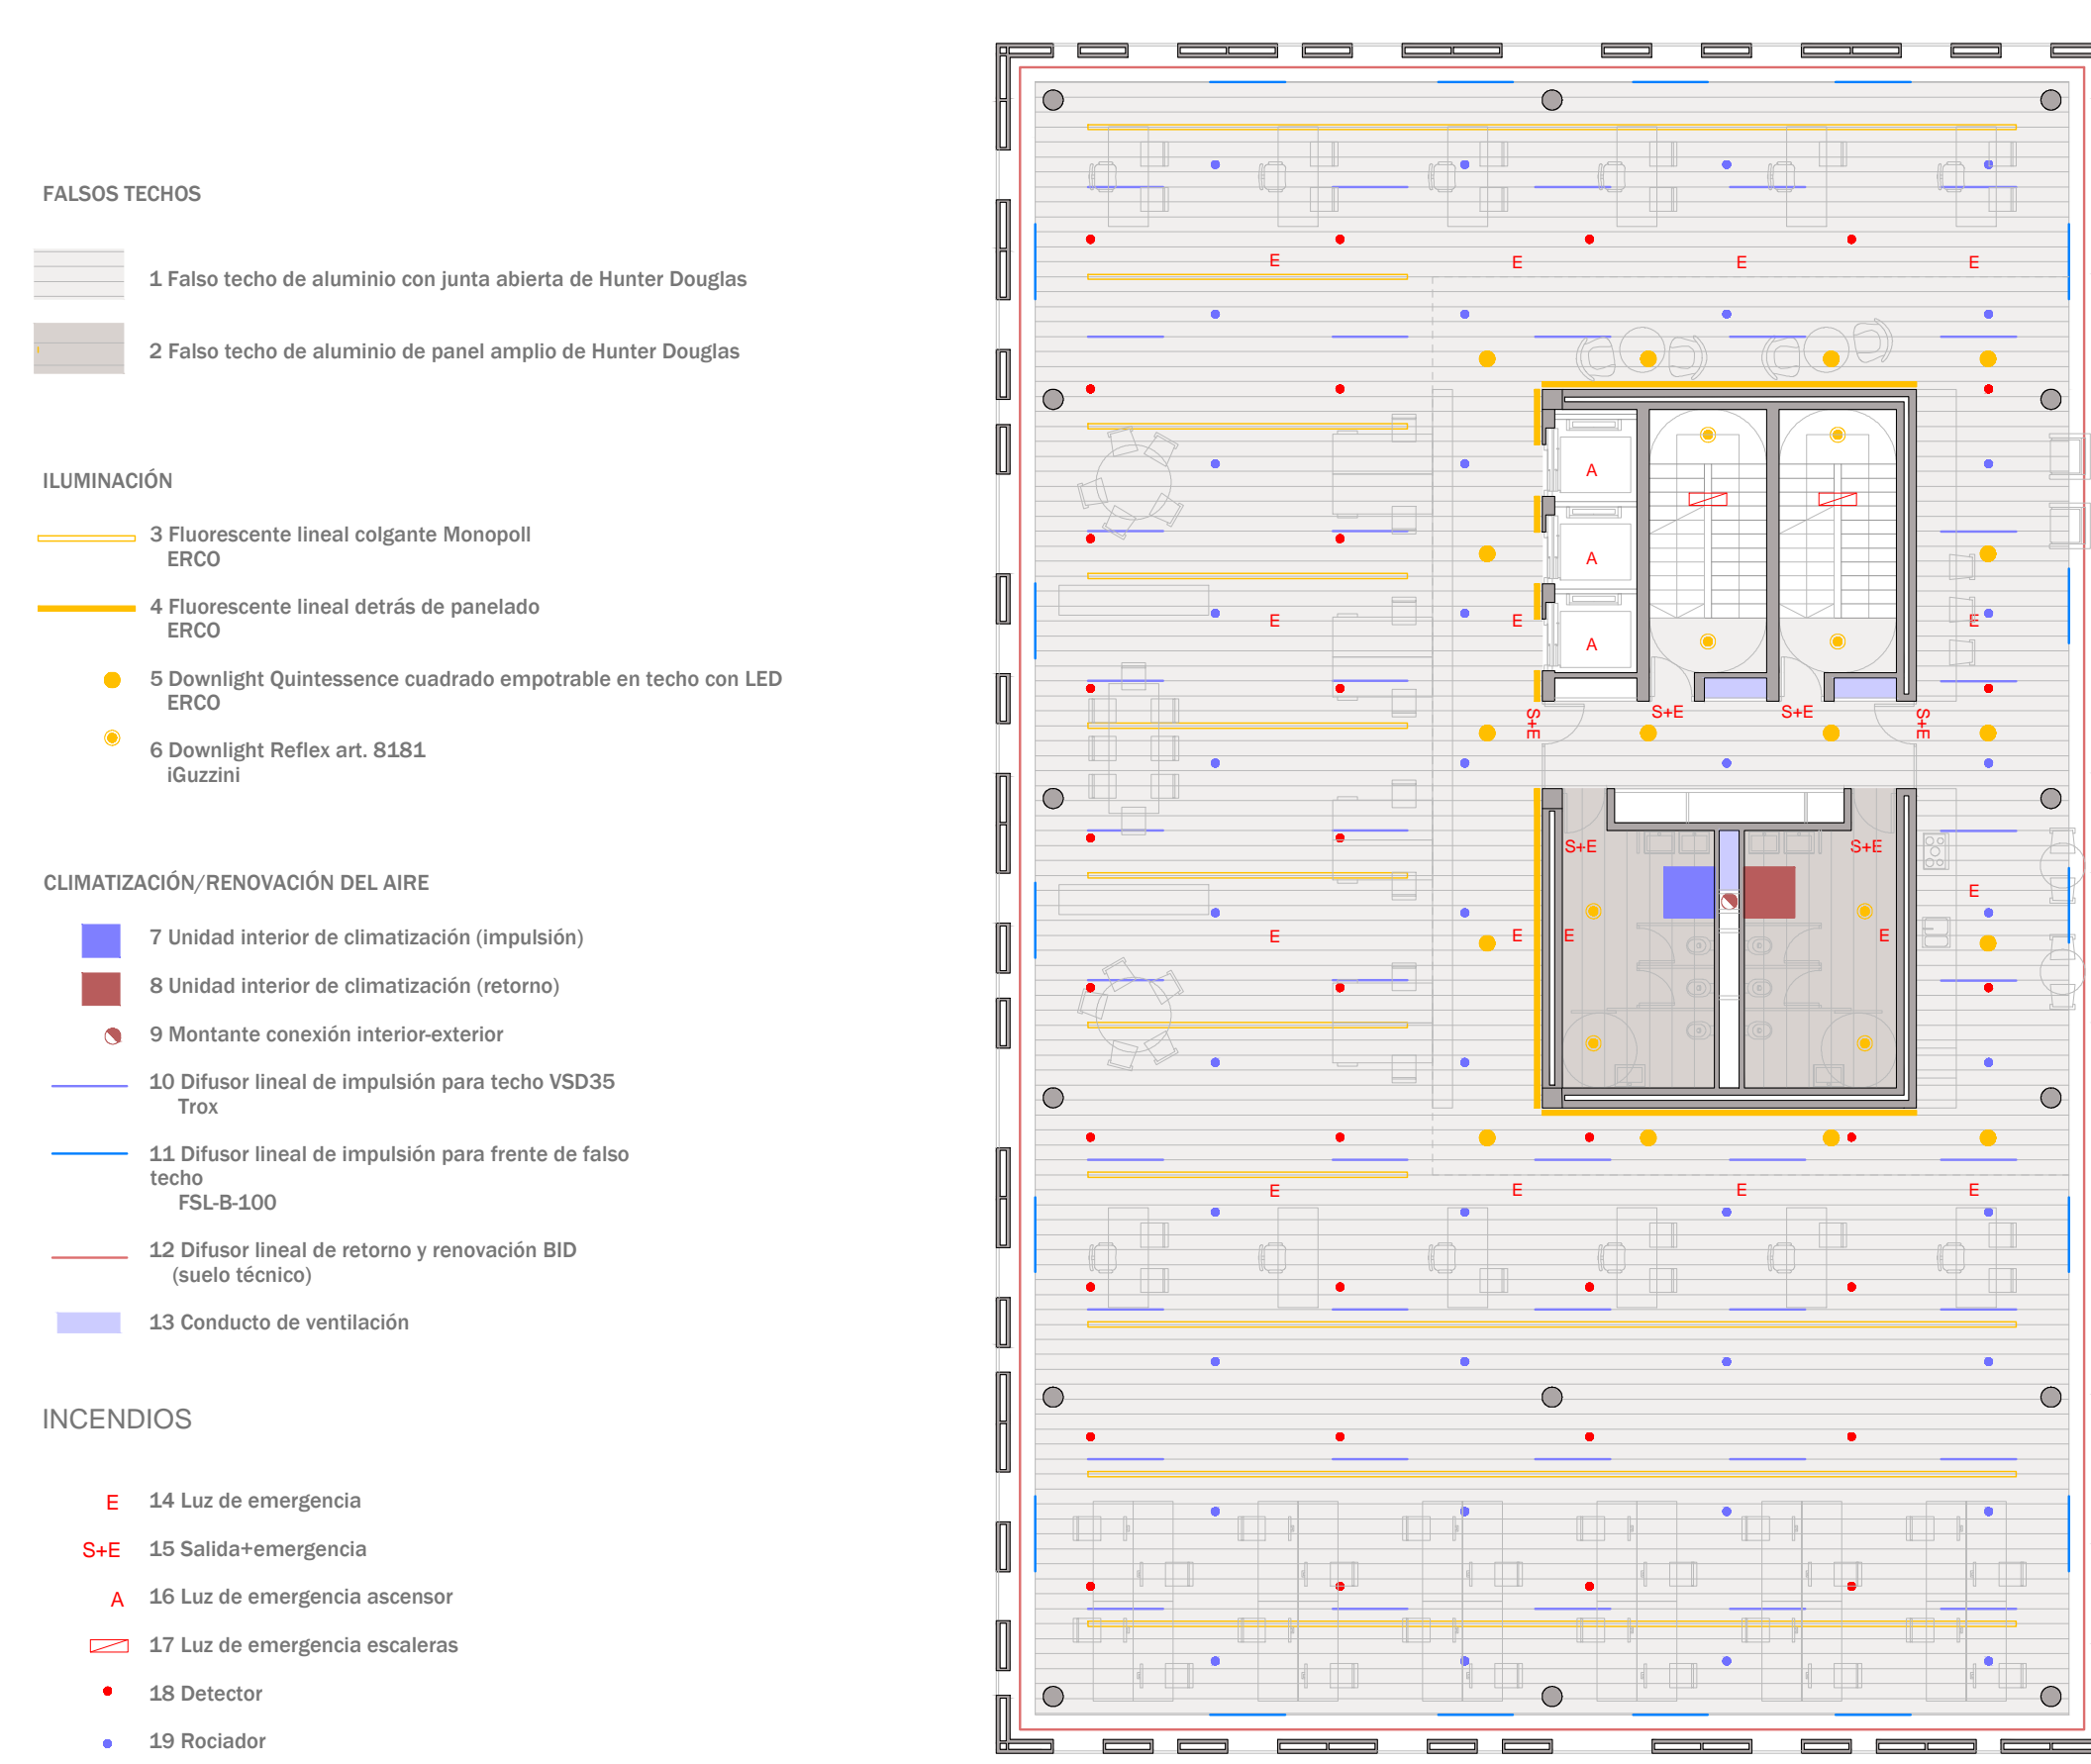 FALSOS TECHOS
1 Falso techo de aluminio con junta abierta de Hunter Douglas
2 Falso techo de aluminio de panel amplio de Hunter Douglas
ILUMINACIÓN
3 Fluorescente lineal colgante Monopoll
ERCO
4 Fluorescente lineal detrás de panelado
ERCO
5 Downlight Quintessence cuadrado empotrable en techo con LED
ERCO
6 Downlight Reflex art. 8181
iGuzzini
CLIMATIZACIÓN/RENOVACIÓN DEL AIRE
7 Unidad interior de climatización (impulsión)
8 Unidad interior de climatización (retorno)
9 Montante conexión interior-exterior
10 Difusor lineal de impulsión para techo VSD35
Trox
11 Difusor lineal de impulsión para frente de falso
techo
FSL-B-100
12 Difusor lineal de retorno y renovación BID
(suelo técnico)
13 Conducto de ventilación
INCENDIOS
E 14 Luz de emergencia
S+E 15 Salida+emergencia
A 16 Luz de emergencia ascensor
17 Luz de emergencia escaleras
18 Detector
19 Rociador
E E E E
A
A
E E E
A
S+E S+E S+E S+E
S+E S+E
E
E E E E
E E E E